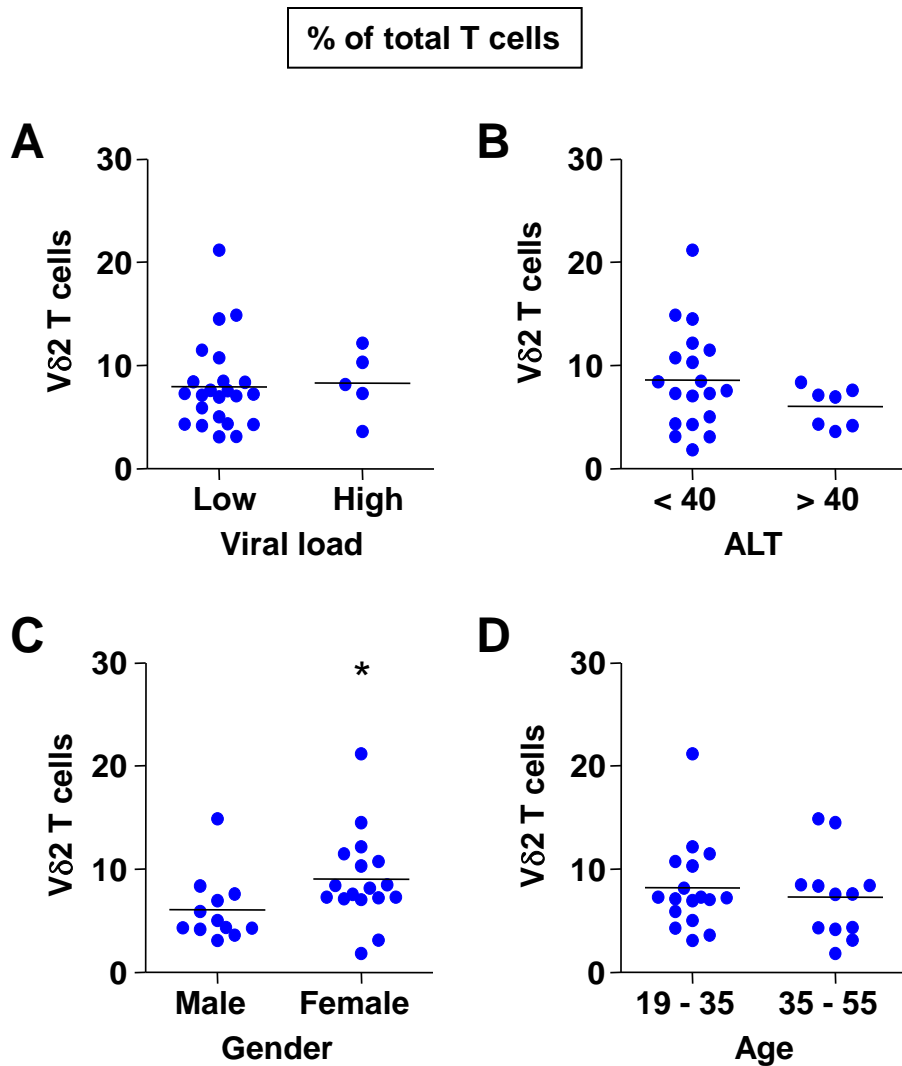 % of total T cells
A
30
20
10
0
Vδ2 T cells
Low High
Viral load
B
30
20
10
0
Vδ2 T cells
< 40 > 40
ALT
C
30
20
10
0
Vδ2 T cells
*
Male Female
Gender
D
30
20
10
0
Vδ2 T cells
19 - 35 35 - 55
Age